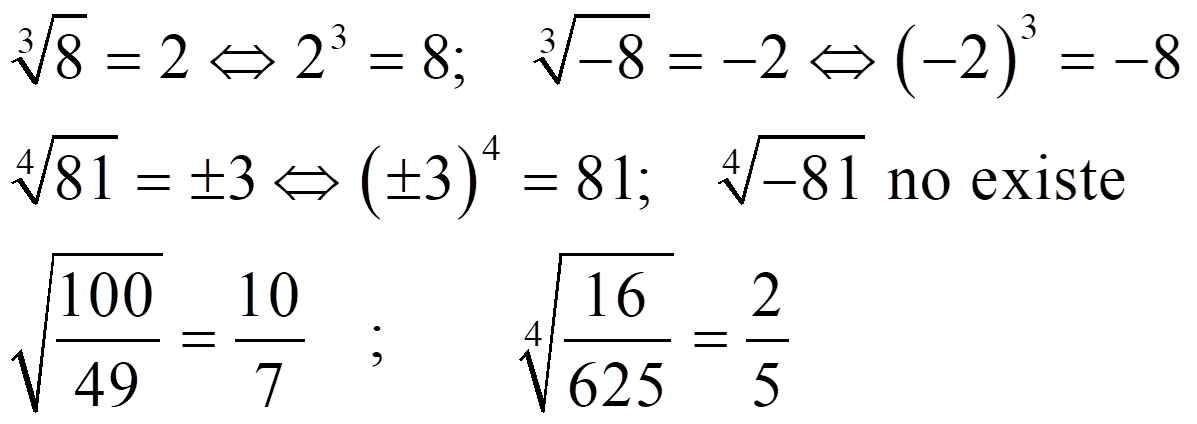 ∛8 = 2 ⇔ 2³ = 8; ∛−8 = −2 ⇔ (−2)³ = −8
∜81 = ±3 ⇔ (±3)⁴ = 81; ∜−81 no existe
√(100/49) = 10/7 ; ∜(16/625) = 2/5